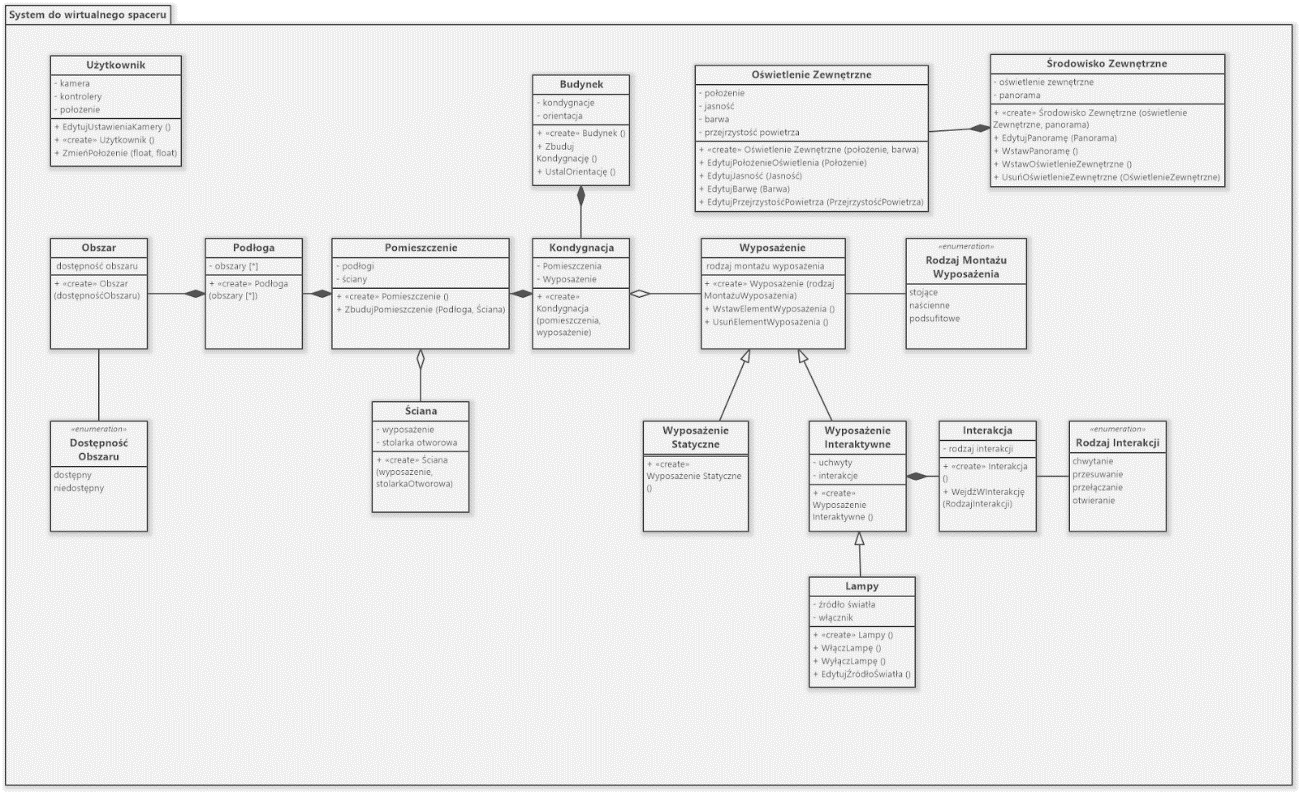 System do wirtualnego spaceru
Użytkownik
- kamera
- kontrolery
- położenie
+ EdytujUstawieniaKamery ()
+ «create» Użytkownik ()
+ ZmieńPołożenie (float, float)
Budynek
- kondygnacje
- orientacja
+ «create» Budynek ()
+ Zbuduj
Kondygnację ()
+ UstalOrientację ()
Oświetlenie Zewnętrzne
- położenie
- jasność
- barwa
- przejrzystość powietrza
+ «create» Oświetlenie Zewnętrzne (położenie, barwa)
+ EdytujPołożenieOświetlenia (Położenie)
+ EdytujJasność (Jasność)
+ EdytujBarwę (Barwa)
+ EdytujPrzejrzystośćPowietrza (PrzejrzystośćPowietrza)
Środowisko Zewnętrzne
- oświetlenie zewnętrzne
- panorama
+ «create» Środowisko Zewnętrzne (oświetlenie
Zewnętrzne, panorama)
+ EdytujPanoramę (Panorama)
+ WstawPanoramę ()
+ WstawOświetlenieZewnętrzne ()
+ UsuńOświetlenieZewnętrzne (OświetlenieZewnętrzne)
Obszar
dostępność obszaru
+ «create» Obszar
(dostępnośćObszaru)
Podłoga
- obszary [*]
+ «create» Podłoga
(obszary [*])
Pomieszczenie
- podłogi
- ściany
+ «create» Pomieszczenie ()
+ ZbudujPomieszczenie (Podłoga, Ściana)
Kondygnacja
- Pomieszczenia
- Wyposażenie
+ «create»
Kondygnacja
(pomieszczenia,
wyposażenie)
Wyposażenie
rodzaj montażu wyposażenia
+ «create» Wyposażenie (rodzaj
MontażuWyposażenia)
+ WstawElementWyposażenia ()
+ UsuńElementWyposażenia ()
«enumeration»
Rodzaj Montażu
Wyposażenia
stojące
naścienne
podsufitowe
«enumeration»
Dostępność
Obszaru
dostępny
niedostępny
Ściana
- wyposażenie
- stolarka otworowa
+ «create» Ściana
(wyposażenie,
stolarkaOtworowa)
Wyposażenie
Statyczne
+ «create»
Wyposażenie Statyczne
()
Wyposażenie
Interaktywne
- uchwyty
- interakcje
+ «create»
Wyposażenie
Interaktywne ()
Interakcja
- rodzaj interakcji
+ «create» Interakcja
()
+ WejdźWInterakcję
(RodzajInterakcji)
«enumeration»
Rodzaj Interakcji
chwytanie
przesuwanie
przełączanie
otwieranie
Lampy
- źródło światła
- włącznik
+ «create» Lampy ()
+ WłączLampę ()
+ WyłączLampę ()
+ EdytujŹródłoŚwiatła ()